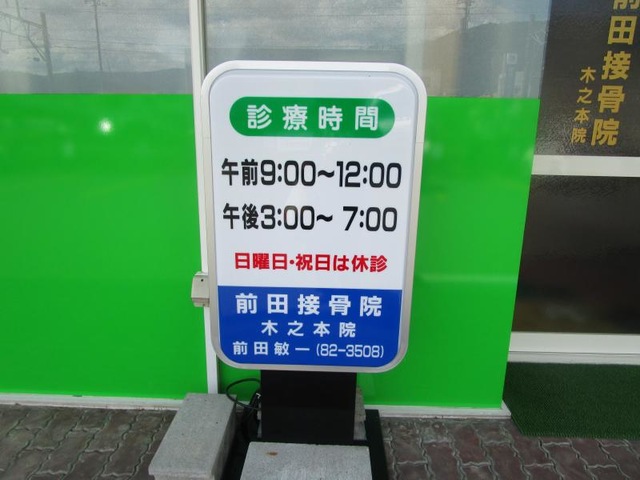 診療時間
午前9:00〜12:00
午後3:00〜 7:00
日曜日・祝日は休診
前田接骨院
木之本院
前田敏一(82-3508)
前田接骨院
木之本院